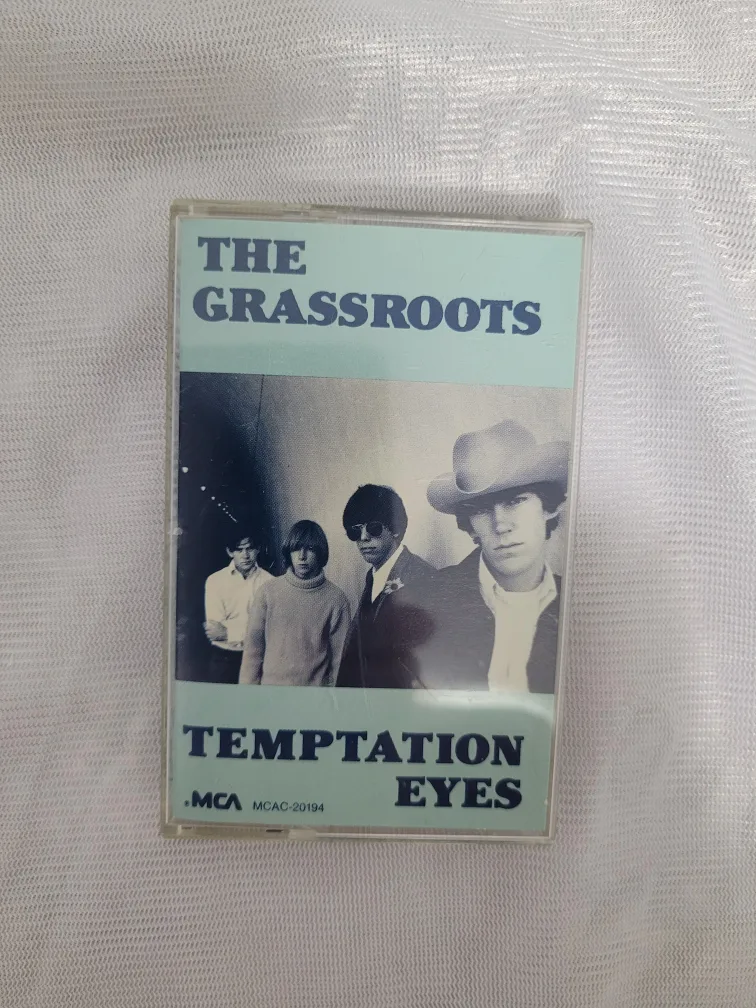 THE
GRASSROOTS
TEMPTATION
EYES
MCA MCAC-20194